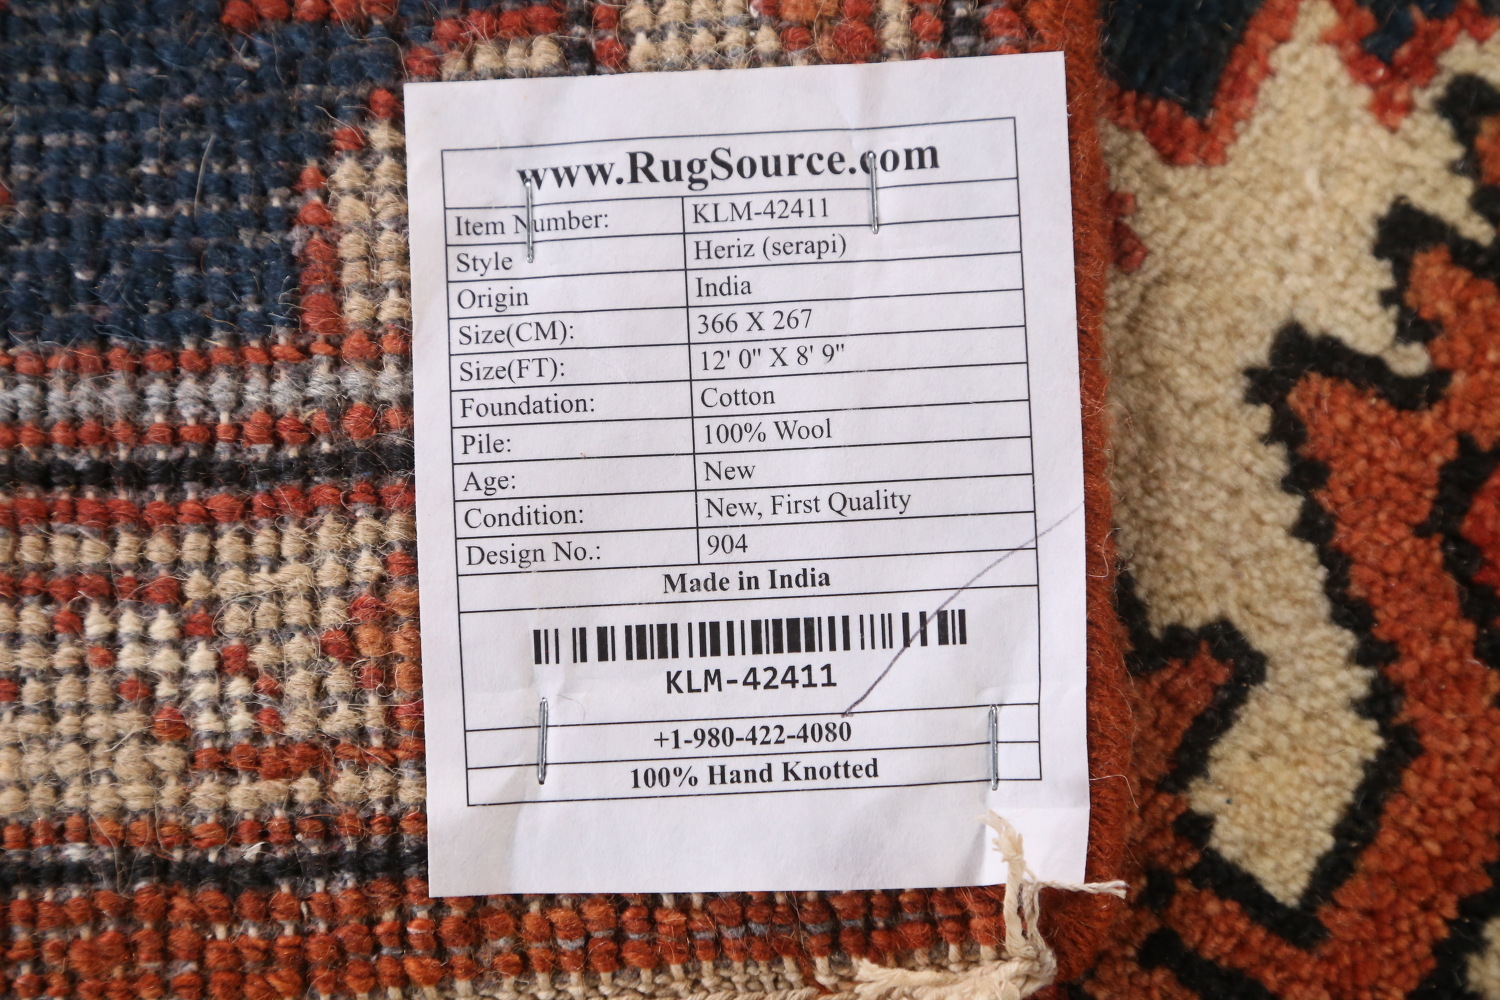 www.RugSource.com
Item Number: KLM-42411
Style Heriz (serapi)
Origin India
Size(CM): 366 X 267
Size(FT): 12' 0" X 8' 9"
Foundation: Cotton
Pile: 100% Wool
Age: New
Condition: New, First Quality
Design No.: 904
Made in India
KLM-42411
+1-980-422-4080
100% Hand Knotted